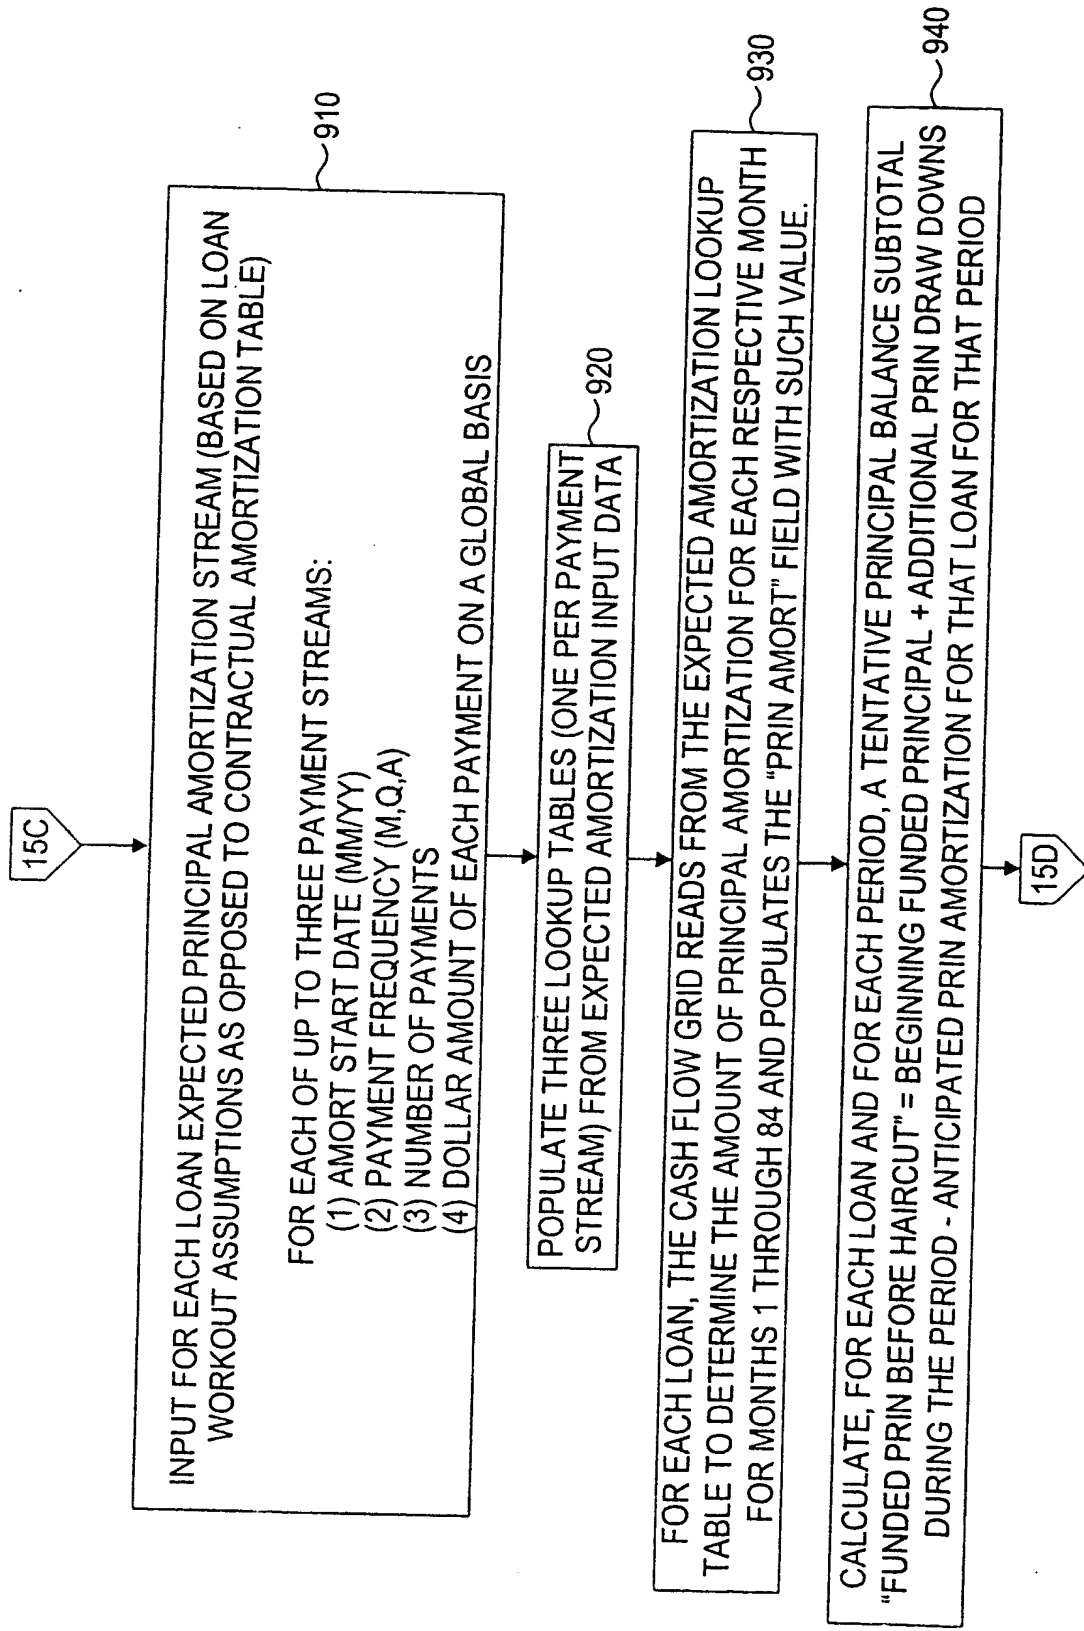 15C
INPUT FOR EACH LOAN EXPECTED PRINCIPAL AMORTIZATION STREAM (BASED ON LOAN
WORKOUT ASSUMPTIONS AS OPPOSED TO CONTRACTUAL AMORTIZATION TABLE)
FOR EACH OF UP TO THREE PAYMENT STREAMS:
(1) AMORT START DATE (MM/YY)
(2) PAYMENT FREQUENCY (M,Q,A)
(3) NUMBER OF PAYMENTS
(4) DOLLAR AMOUNT OF EACH PAYMENT ON A GLOBAL BASIS
910
POPULATE THREE LOOKUP TABLES (ONE PER PAYMENT
STREAM) FROM EXPECTED AMORTIZATION INPUT DATA
920
FOR EACH LOAN, THE CASH FLOW GRID READS FROM THE EXPECTED AMORTIZATION LOOKUP
TABLE TO DETERMINE THE AMOUNT OF PRINCIPAL AMORTIZATION FOR EACH RESPECTIVE MONTH
FOR MONTHS 1 THROUGH 84 AND POPULATES THE "PRIN AMORT" FIELD WITH SUCH VALUE.
930
CALCULATE, FOR EACH LOAN AND FOR EACH PERIOD, A TENTATIVE PRINCIPAL BALANCE SUBTOTAL
"FUNDED PRIN BEFORE HAIRCUT" = BEGINNING FUNDED PRINCIPAL + ADDITIONAL PRIN DRAW DOWNS
DURING THE PERIOD - ANTICIPATED PRIN AMORTIZATION FOR THAT LOAN FOR THAT PERIOD
940
15D